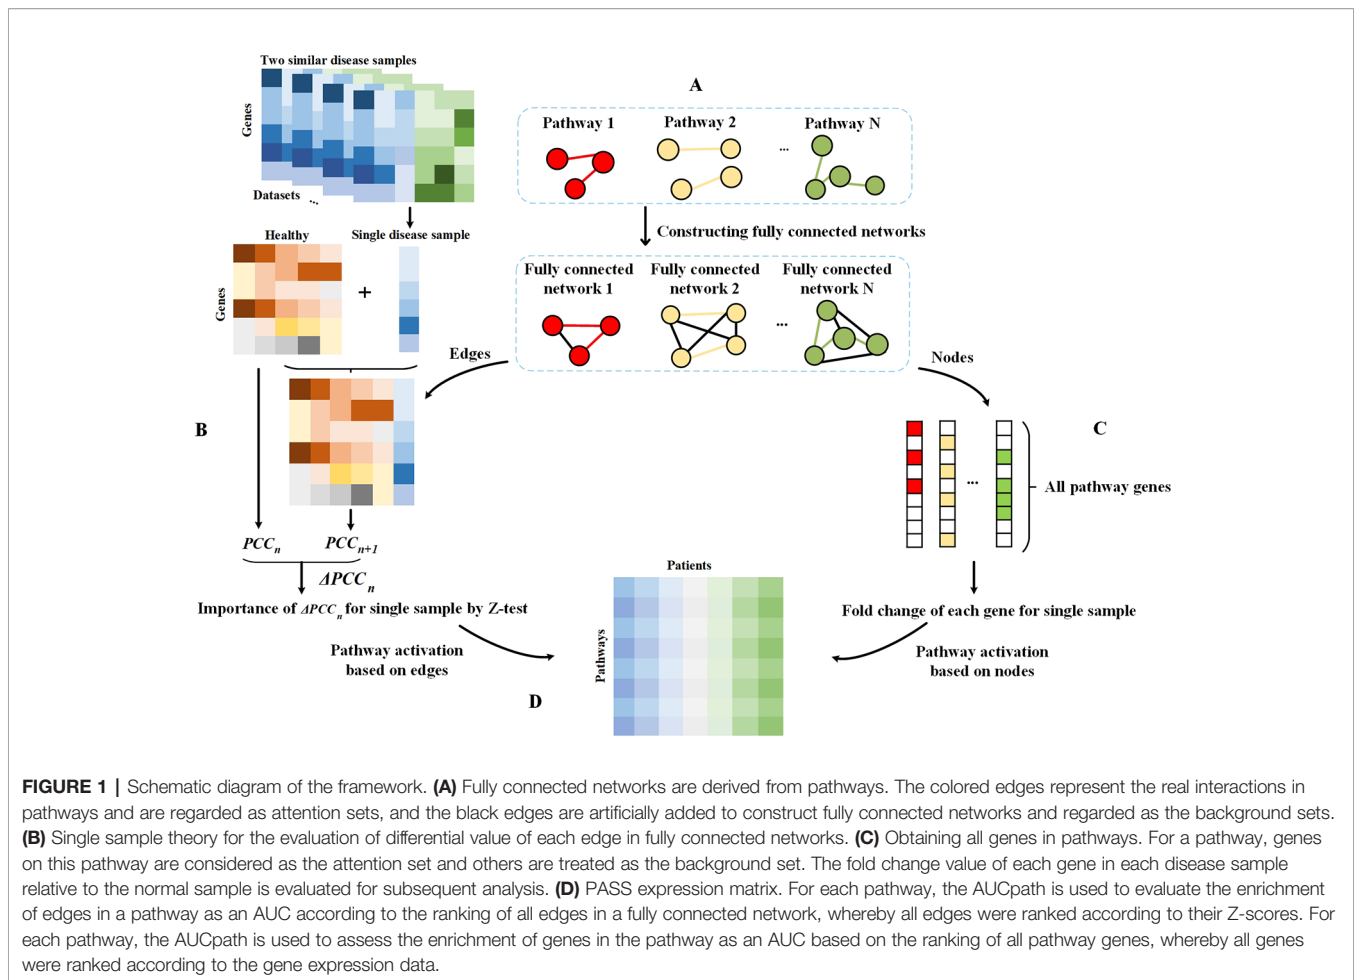 Two similar disease samples
Genes
Datasets ...
Healthy
Single disease sample
Genes
+
A
Pathway 1
Pathway 2
...
Pathway N
Constructing fully connected networks
Fully connected
network 1
Fully connected
network 2
...
Fully connected
network N
Edges
Nodes
B
PCCn
PCCn+1
ΔPCCn
Importance of ΔPCCn for single sample by Z-test
Pathway activation
based on edges
C
...
All pathway genes
Fold change of each gene for single sample
Pathway activation
based on nodes
D
Patients
Pathways
FIGURE 1 | Schematic diagram of the framework. (A) Fully connected networks are derived from pathways. The colored edges represent the real interactions in
pathways and are regarded as attention sets, and the black edges are artificially added to construct fully connected networks and regarded as the background sets.
(B) Single sample theory for the evaluation of differential value of each edge in fully connected networks. (C) Obtaining all genes in pathways. For a pathway, genes
on this pathway are considered as the attention set and others are treated as the background set. The fold change value of each gene in each disease sample
relative to the normal sample is evaluated for subsequent analysis. (D) PASS expression matrix. For each pathway, the AUCpath is used to evaluate the enrichment
of edges in a pathway as an AUC according to the ranking of all edges in a fully connected network, whereby all edges were ranked according to their Z-scores. For
each pathway, the AUCpath is used to assess the enrichment of genes in the pathway as an AUC based on the ranking of all pathway genes, whereby all genes
were ranked according to the gene expression data.